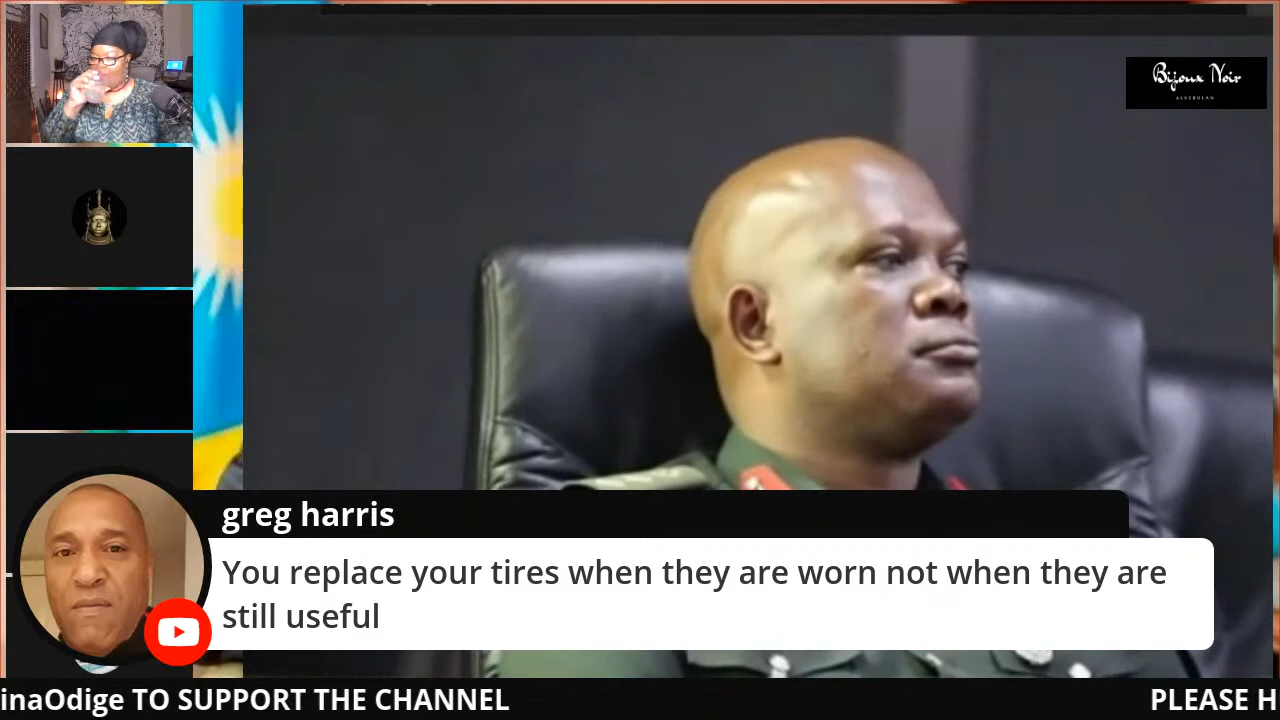 Bijoux Noir
ALKEBULAN
greg harris
You replace your tires when they are worn not when they are
still useful
inaOdige TO SUPPORT THE CHANNEL
PLEASE H